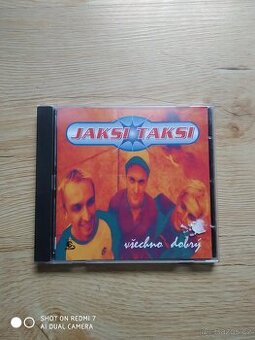 JAKSI TAKSI
všechno dobrý
SHOT ON REDMI 7
AI DUAL CAMERA